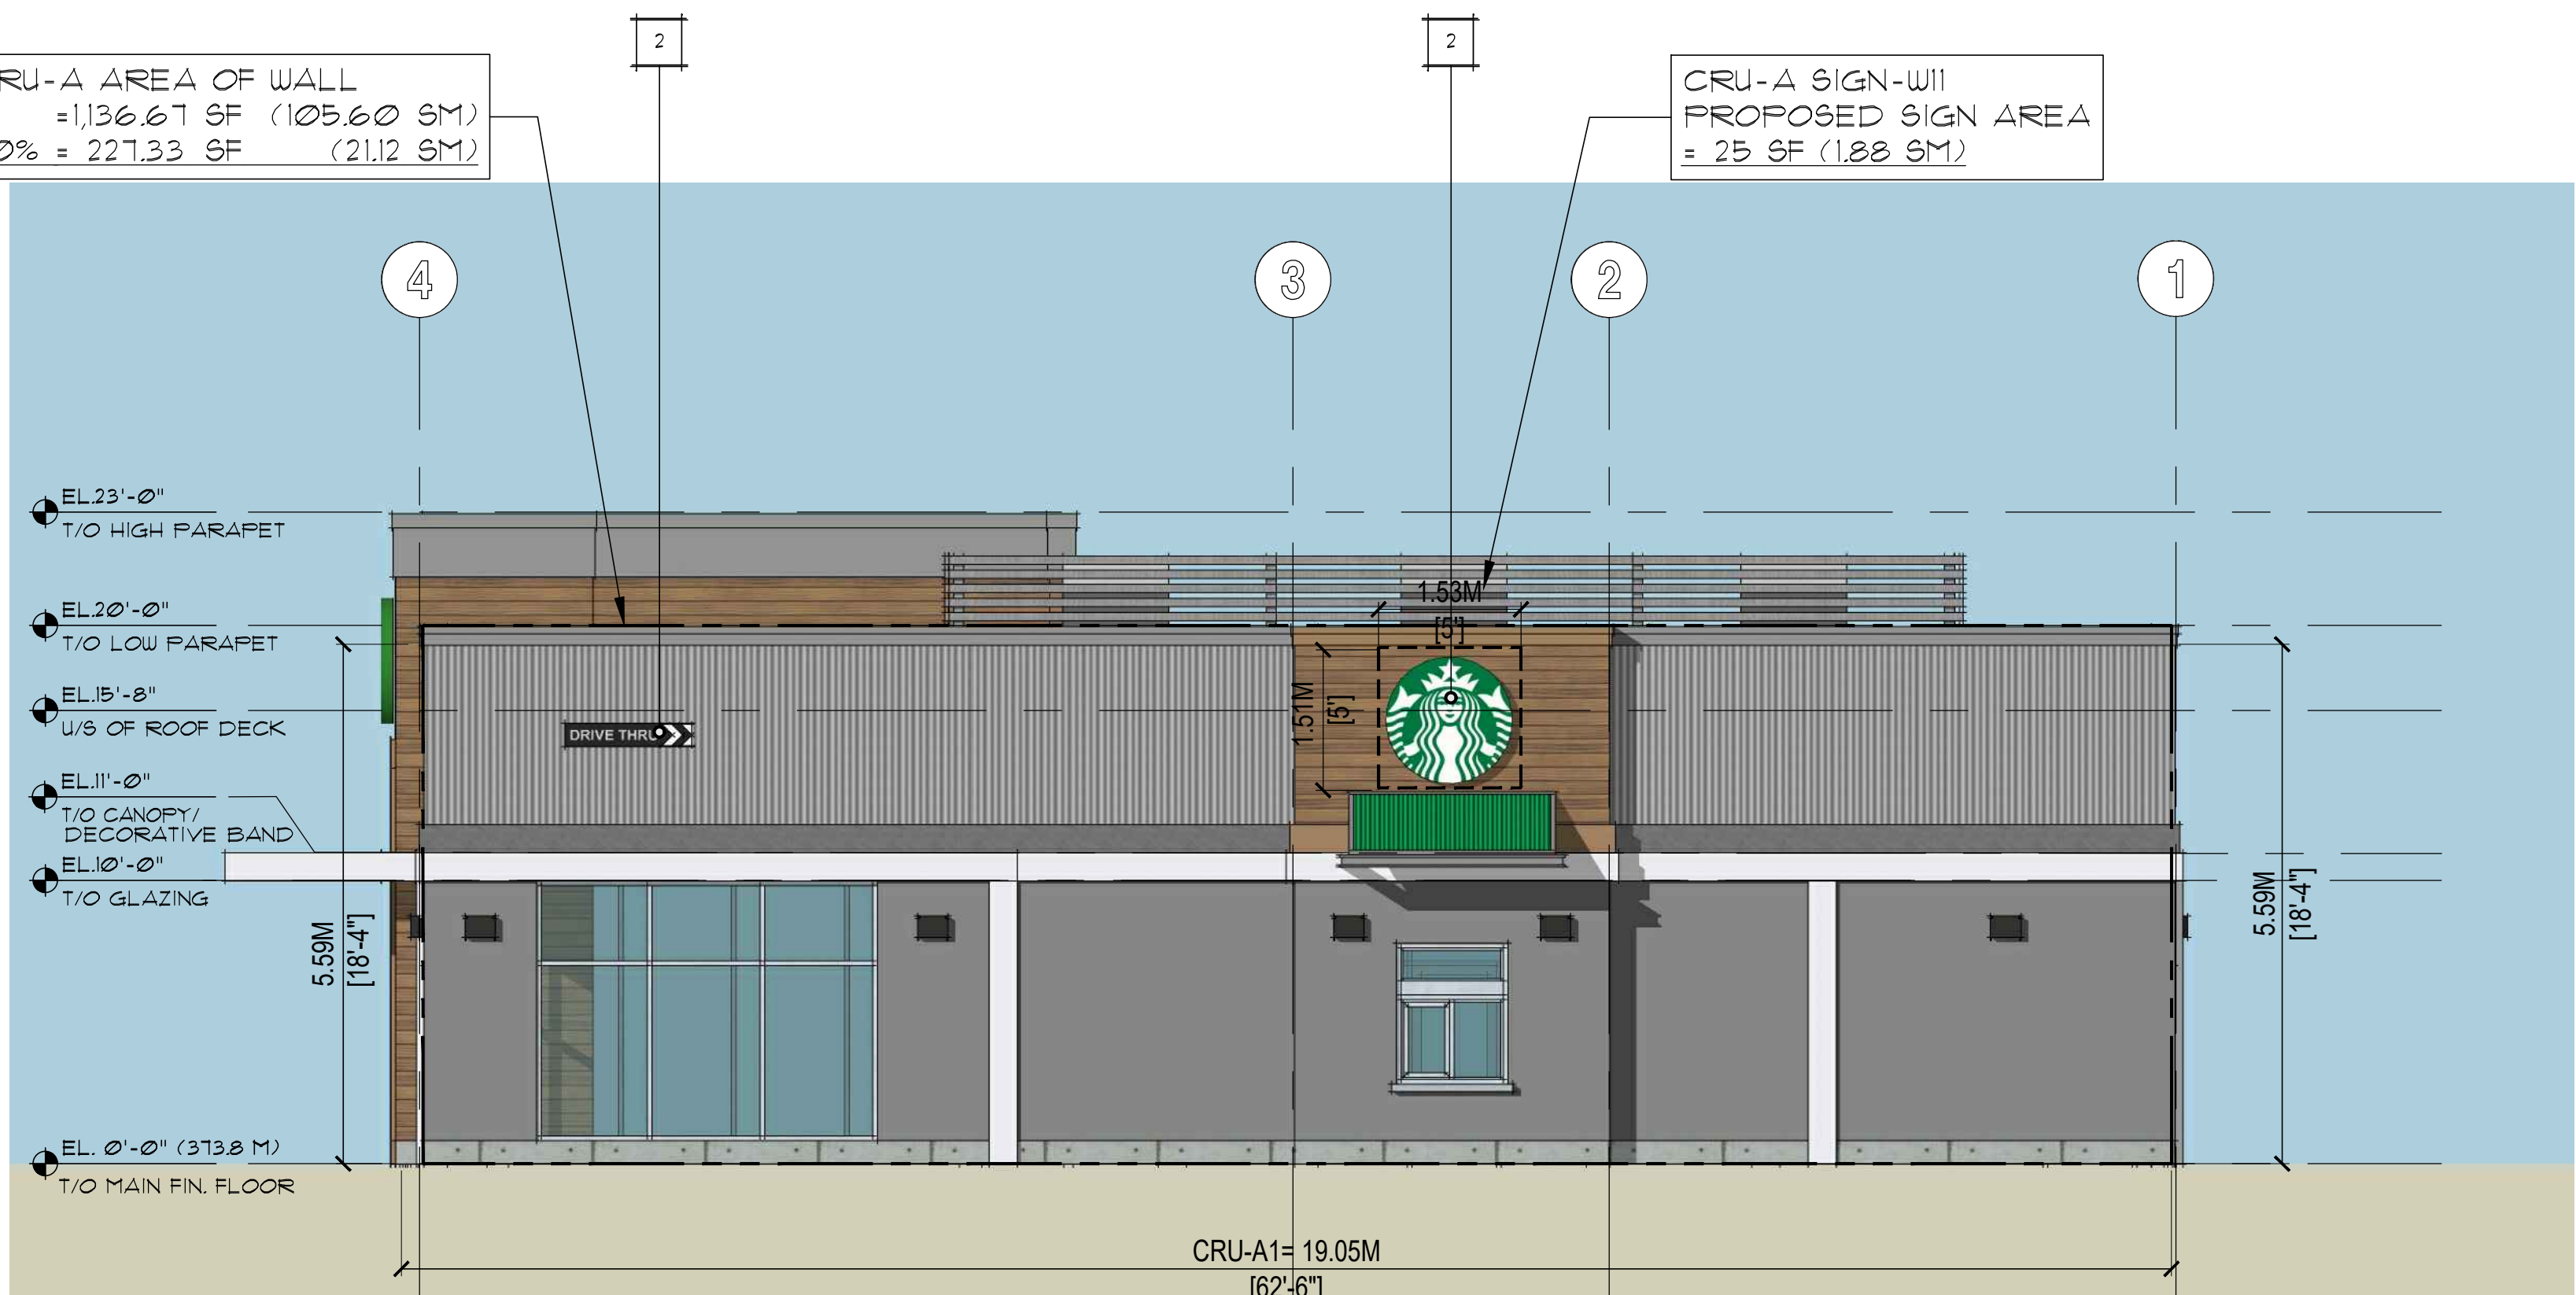 2
2
RU-A AREA OF WALL
=1,136.67 SF (105.60 SM)
0% = 227.33 SF (21.12 SM)
CRU-A SIGN-W11
PROPOSED SIGN AREA
= 25 SF (1.88 SM)
4
3
2
1
EL.23'-0"
T/O HIGH PARAPET
EL.20'-0"
T/O LOW PARAPET
EL.15'-8"
U/S OF ROOF DECK
EL.11'-0"
T/O CANOPY/
DECORATIVE BAND
EL.10'-0"
T/O GLAZING
EL. 0'-0" (373.8 M)
T/O MAIN FIN. FLOOR
1.53M
[5']
1.51M
[5']
DRIVE THRU
5.59M
[18'-4"]
5.59M
[18'-4"]
CRU-A1= 19.05M
[62'-6"]